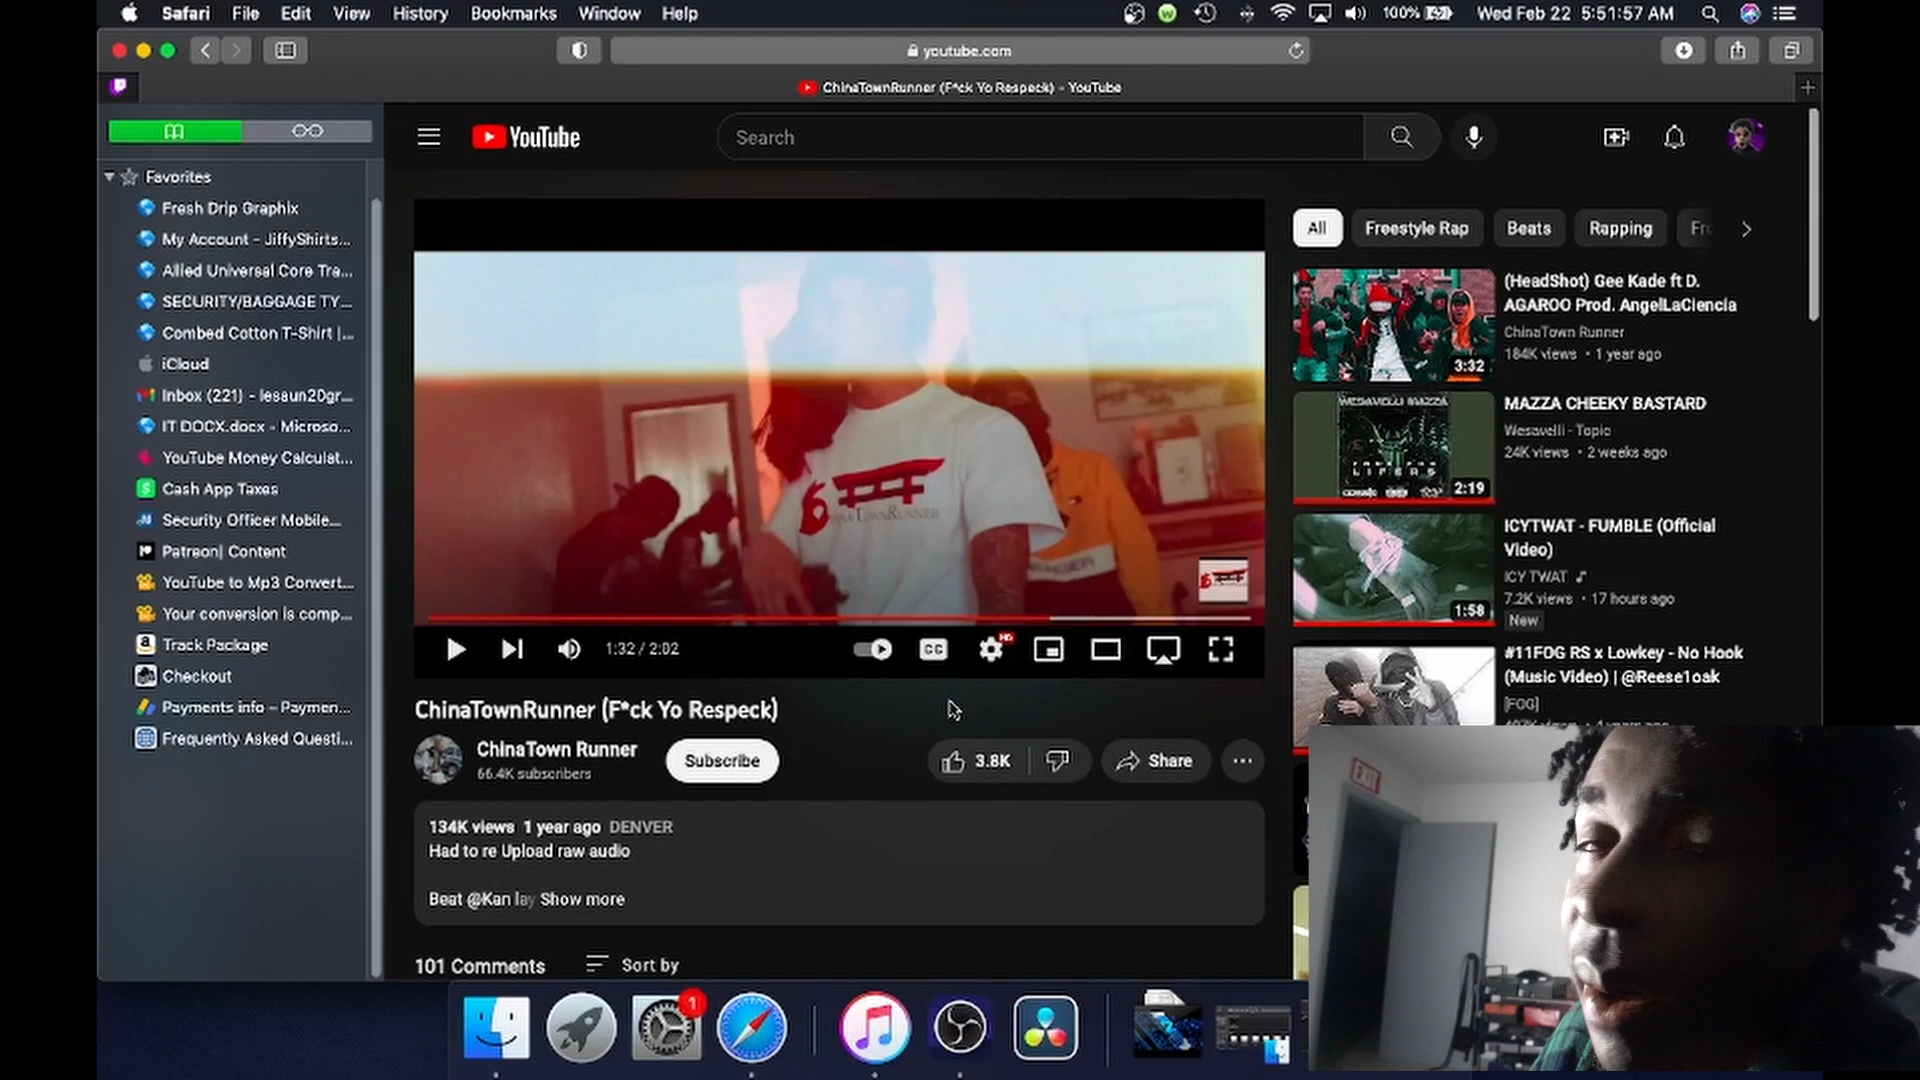 Safari File Edit View History Bookmarks Window Help
100% Wed Feb 22 5:51:57 AM
youtube.com
ChinaTownRunner (F*ck Yo Respeck) - YouTube
Favorites
Fresh Drip Graphix
My Account - JiffyShirts...
Allied Universal Core Tra...
SECURITY/BAGGAGE TY...
Combed Cotton T-Shirt |...
iCloud
Inbox (221) - lesaun20gr...
IT DOCX.docx - Microso...
YouTube Money Calculat...
Cash App Taxes
Security Officer Mobile...
Patreon| Content
YouTube to Mp3 Convert...
Your conversion is comp...
Track Package
Checkout
Payments info – Paymen...
Frequently Asked Questi...
YouTube
Search
All Freestyle Rap Beats Rapping
1:32 / 2:02
CC
HD
ChinaTownRunner (F*ck Yo Respeck)
ChinaTown Runner
66.4K subscribers
Subscribe
3.8K
Share
134K views 1 year ago DENVER
Had to re Upload raw audio
Beat @Kan lay Show more
101 Comments
Sort by
(HeadShot) Gee Kade ft D.
AGAROO Prod. AngelLaCiencia
ChinaTown Runner
184K views • 1 year ago
3:32
MAZZA CHEEKY BASTARD
Wesavelli - Topic
24K views • 2 weeks ago
WESAVELLI MAZZA
2:19
ICYTWAT - FUMBLE (Official
Video)
ICY TWAT
7.2K views • 17 hours ago
New
1:58
#11FOG RS x Lowkey - No Hook
(Music Video) | @Reese1oak
[FOG]
EXIT
1